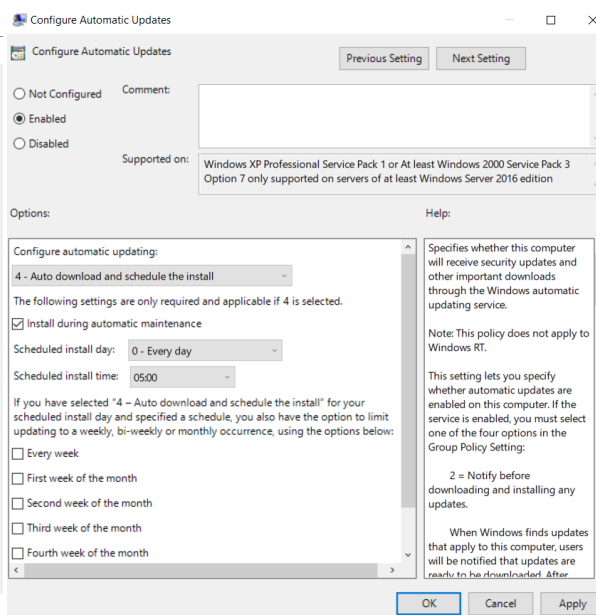 Configure Automatic Updates
Configure Automatic Updates
Previous Setting
Next Setting
Not Configured
Comment:
Enabled
Disabled
Supported on:
Windows XP Professional Service Pack 1 or At least Windows 2000 Service Pack 3
Option 7 only supported on servers of at least Windows Server 2016 edition
Options:
Help:
Configure automatic updating:
4 - Auto download and schedule the install
The following settings are only required and applicable if 4 is selected.
Install during automatic maintenance
Scheduled install day:
0 - Every day
Scheduled install time:
05:00
If you have selected “4 – Auto download and schedule the install” for your
scheduled install day and specified a schedule, you also have the option to limit
updating to a weekly, bi-weekly or monthly occurrence, using the options below:
Every week
First week of the month
Second week of the month
Third week of the month
Fourth week of the month
Specifies whether this computer
will receive security updates and
other important downloads
through the Windows automatic
updating service.
Note: This policy does not apply to
Windows RT.
This setting lets you specify
whether automatic updates are
enabled on this computer. If the
service is enabled, you must select
one of the four options in the
Group Policy Setting:
2 = Notify before
downloading and installing any
updates.
When Windows finds updates
that apply to this computer, users
will be notified that updates are
ready to be downloaded. After
OK
Cancel
Apply